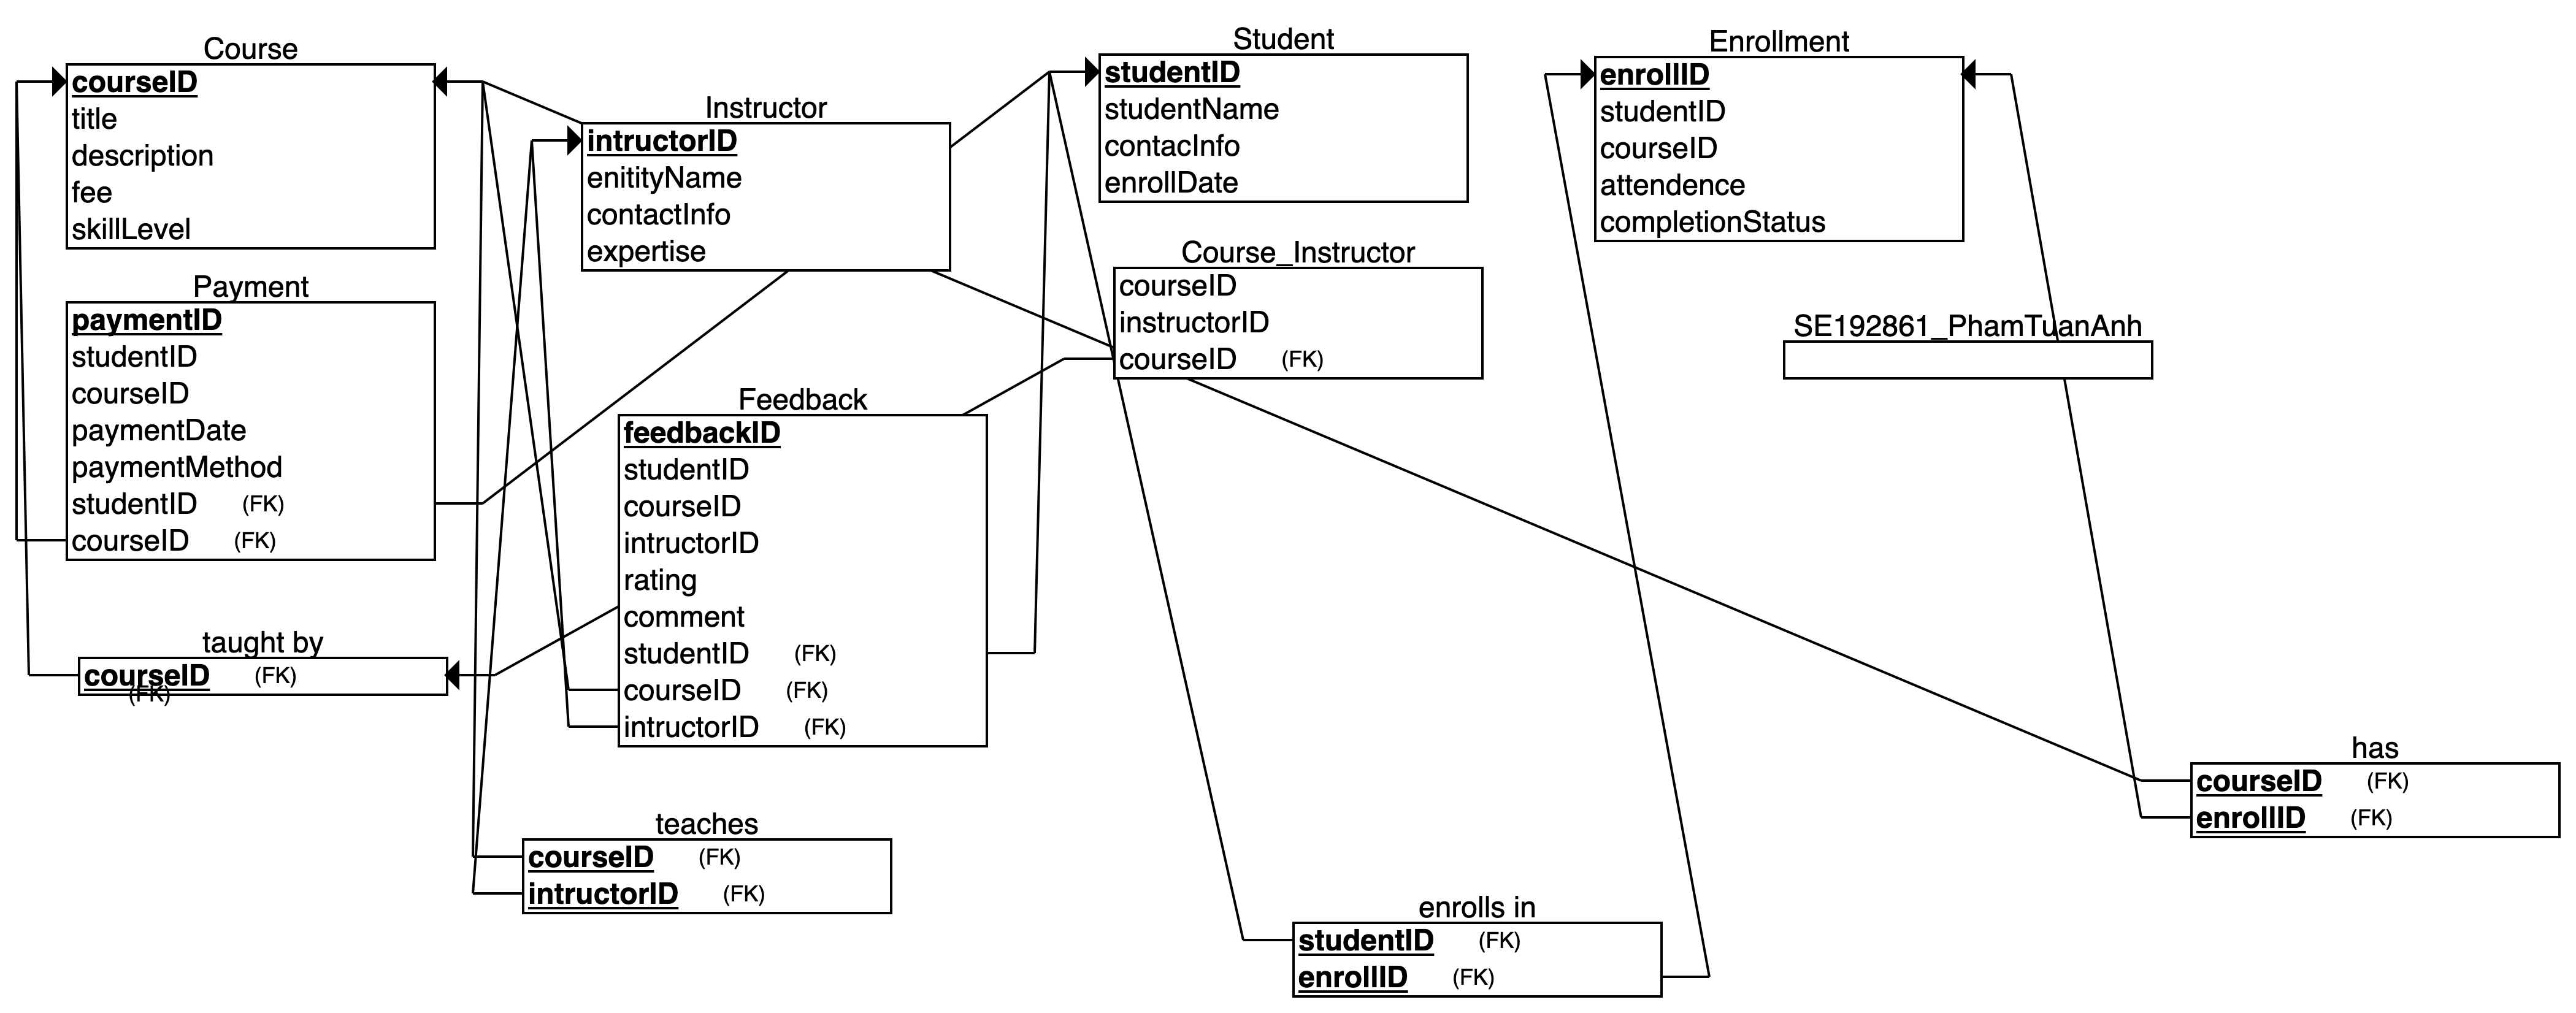 Course
courseID
title
description
fee
skillLevel
Instructor
intructorID
enitityName
contactInfo
expertise
Student
studentID
studentName
contacInfo
enrollDate
Enrollment
enrollID
studentID
courseID
attendence
completionStatus
Payment
paymentID
studentID
courseID
paymentDate
paymentMethod
studentID (FK)
courseID (FK)
Course_Instructor
courseID
instructorID
courseID (FK)
SE192861_PhamTuanAnh
Feedback
feedbackID
studentID
courseID
intructorID
rating
comment
studentID (FK)
courseID (FK)
intructorID (FK)
taught by
courseID (FK)
(FK)
teaches
courseID (FK)
intructorID (FK)
has
courseID (FK)
enrollID (FK)
enrolls in
studentID (FK)
enrollID (FK)